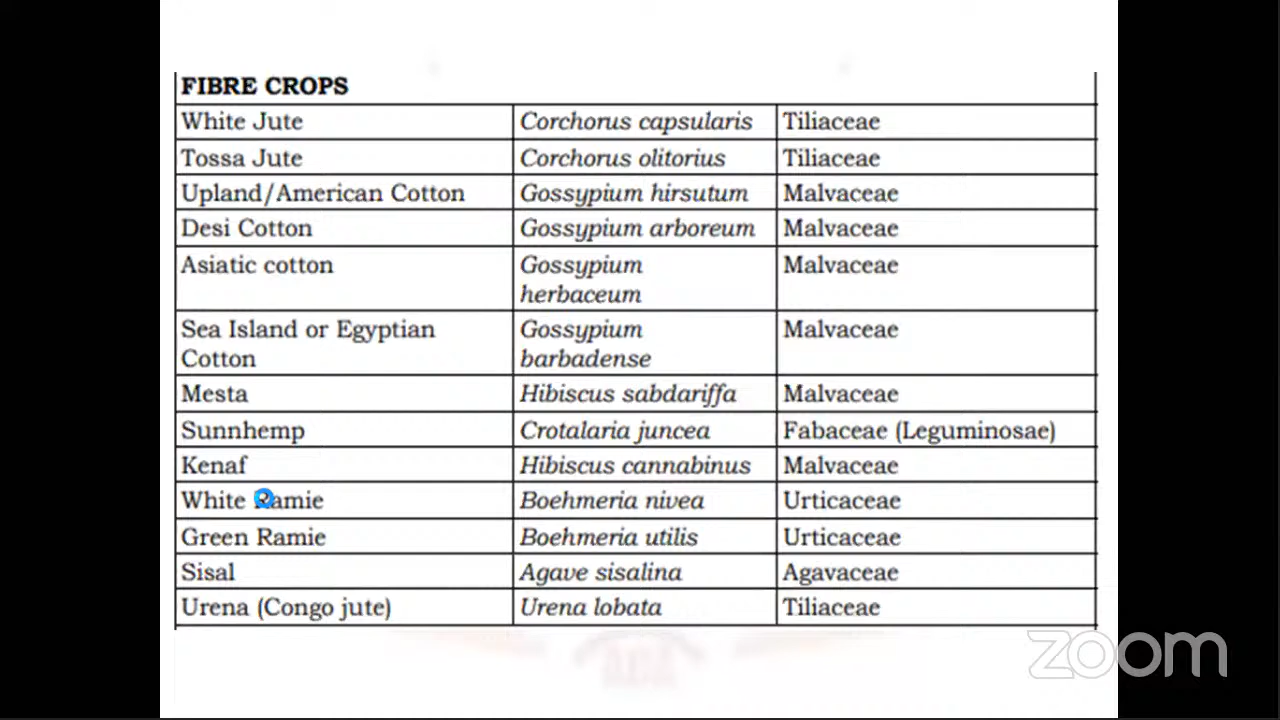 FIBRE CROPS
White Jute Corchorus capsularis Tiliaceae
Tossa Jute Corchorus olitorius Tiliaceae
Upland/American Cotton Gossypium hirsutum Malvaceae
Desi Cotton Gossypium arboreum Malvaceae
Asiatic cotton Gossypium Malvaceae
herbaceum
Sea Island or Egyptian Gossypium Malvaceae
Cotton barbadense
Mesta Hibiscus sabdariffa Malvaceae
Sunnhemp Crotalaria juncea Fabaceae (Leguminosae)
Kenaf Hibiscus cannabinus Malvaceae
White Ramie Boehmeria nivea Urticaceae
Green Ramie Boehmeria utilis Urticaceae
Sisal Agave sisalina Agavaceae
Urena (Congo jute) Urena lobata Tiliaceae
zoom